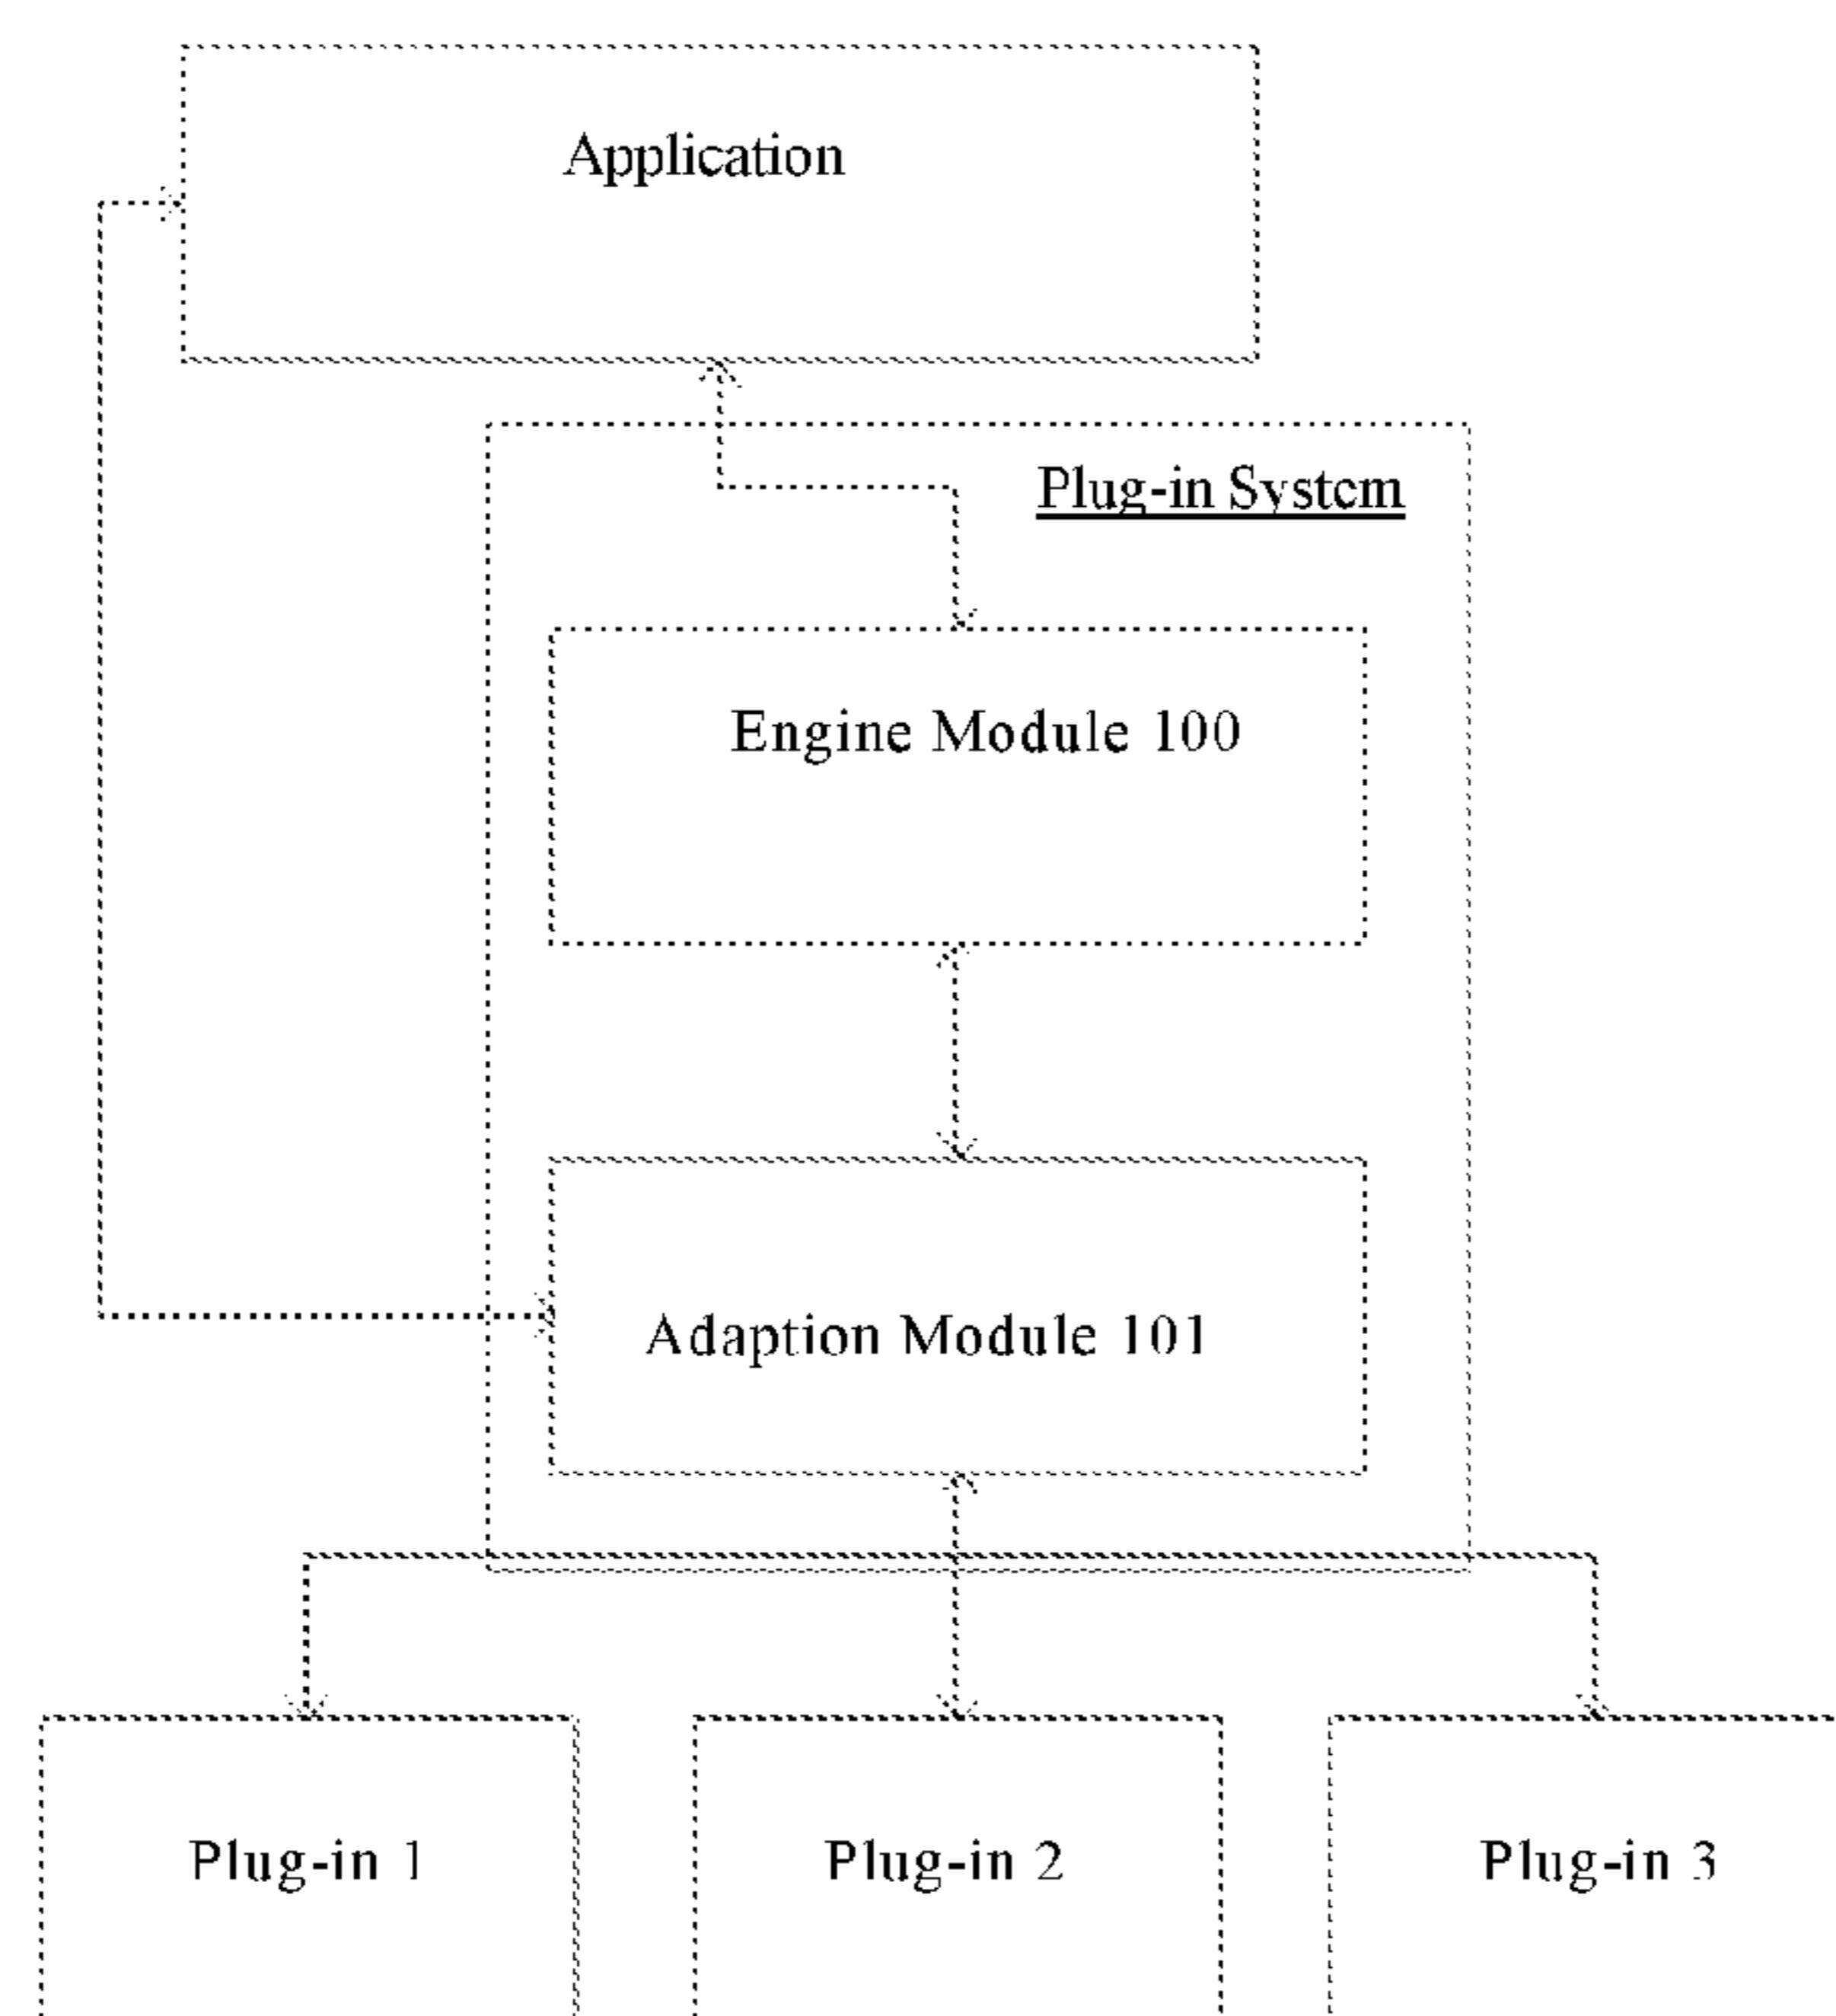 Application
Plug-in System
Engine Module 100
Adaption Module 101
Plug-in 1
Plug-in 2
Plug-in 3